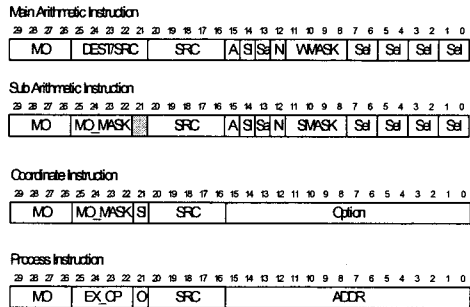 Main Arithmetic Instruction
29 28 27 26 25 24 23 22 21 20 19 18 17 16 15 14 13 12 11 10 9 8 7 6 5 4 3 2 1 0
MO DEST/SRC SRC A SI Sa N WMASK Sel Sel Sel Sel
Sub Arithmetic Instruction
29 28 27 26 25 24 23 22 21 20 19 18 17 16 15 14 13 12 11 10 9 8 7 6 5 4 3 2 1 0
MO MO_MASK SRC A SI Sa N SMASK Sel Sel Sel Sel
Coordinate Instruction
29 28 27 26 25 24 23 22 21 20 19 18 17 16 15 14 13 12 11 10 9 8 7 6 5 4 3 2 1 0
MO MO_MASK SI SRC Option
Process Instruction
29 28 27 26 25 24 23 22 21 20 19 18 17 16 15 14 13 12 11 10 9 8 7 6 5 4 3 2 1 0
MO EX_OP O SRC ADDR